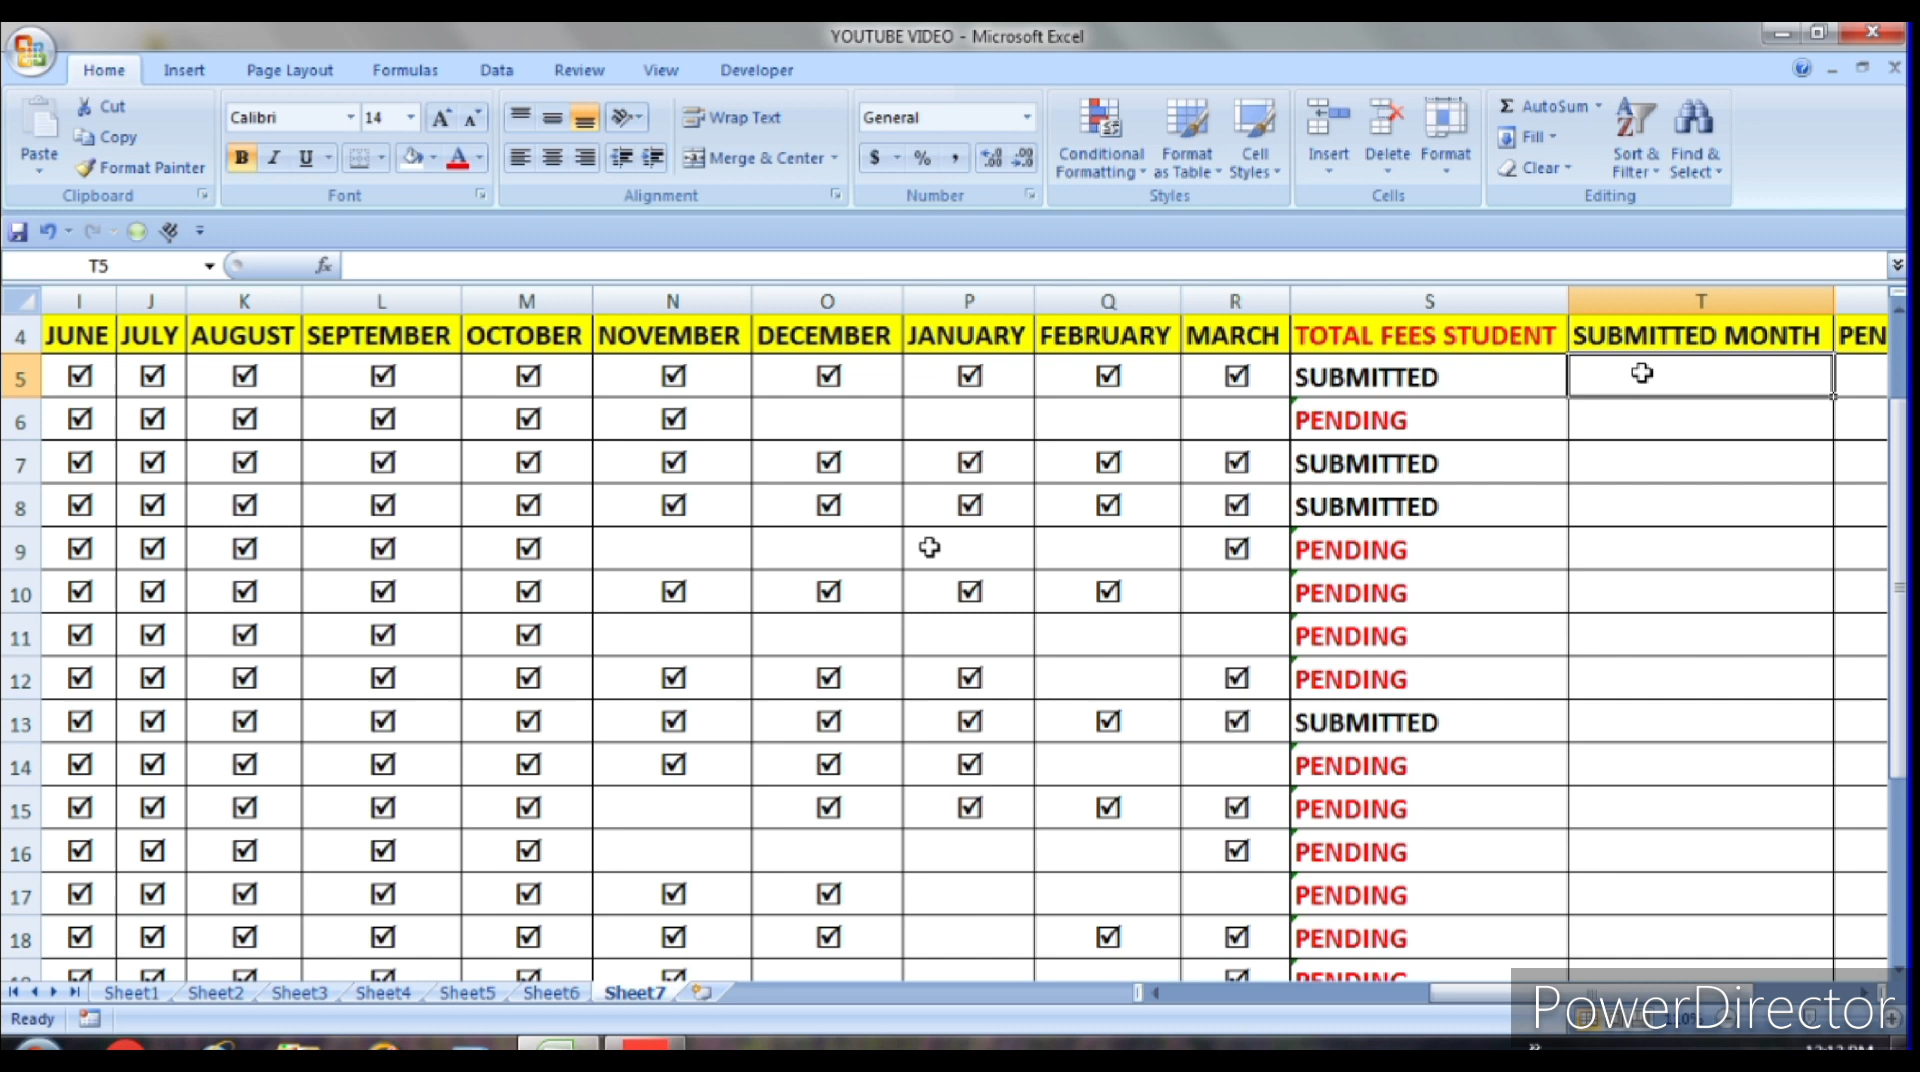 YOUTUBE VIDEO - Microsoft Excel
Home Insert Page Layout Formulas Data Review View Developer
Cut
Copy
Format Painter
Paste
Clipboard
Calibri 14
B I U
Font
Wrap Text
Merge & Center
Alignment
General
$ % ,
Number
Conditional Formatting
Format as Table
Cell Styles
Styles
Insert Delete Format
Cells
Σ AutoSum
Fill
Clear
Sort & Filter
Find & Select
Editing
T5 fx
I J K L M N O P Q R S T
4 JUNE JULY AUGUST SEPTEMBER OCTOBER NOVEMBER DECEMBER JANUARY FEBRUARY MARCH TOTAL FEES STUDENT SUBMITTED MONTH PEN
5 ☑ ☑ ☑ ☑ ☑ ☑ ☑ ☑ ☑ ☑ SUBMITTED
6 ☑ ☑ ☑ ☑ ☑ ☑ PENDING
7 ☑ ☑ ☑ ☑ ☑ ☑ ☑ ☑ ☑ ☑ SUBMITTED
8 ☑ ☑ ☑ ☑ ☑ ☑ ☑ ☑ ☑ ☑ SUBMITTED
9 ☑ ☑ ☑ ☑ ☑ ☑ PENDING
10 ☑ ☑ ☑ ☑ ☑ ☑ ☑ ☑ ☑ PENDING
11 ☑ ☑ ☑ ☑ ☑ PENDING
12 ☑ ☑ ☑ ☑ ☑ ☑ ☑ ☑ ☑ PENDING
13 ☑ ☑ ☑ ☑ ☑ ☑ ☑ ☑ ☑ ☑ SUBMITTED
14 ☑ ☑ ☑ ☑ ☑ ☑ ☑ ☑ PENDING
15 ☑ ☑ ☑ ☑ ☑ ☑ ☑ ☑ ☑ PENDING
16 ☑ ☑ ☑ ☑ ☑ ☑ PENDING
17 ☑ ☑ ☑ ☑ ☑ ☑ ☑ PENDING
18 ☑ ☑ ☑ ☑ ☑ ☑ ☑ ☑ ☑ PENDING
☑ ☑ ☑ ☑ ☑ ☑ ☑ PENDING
Sheet1 Sheet2 Sheet3 Sheet4 Sheet5 Sheet6 Sheet7
Ready
PowerDirector